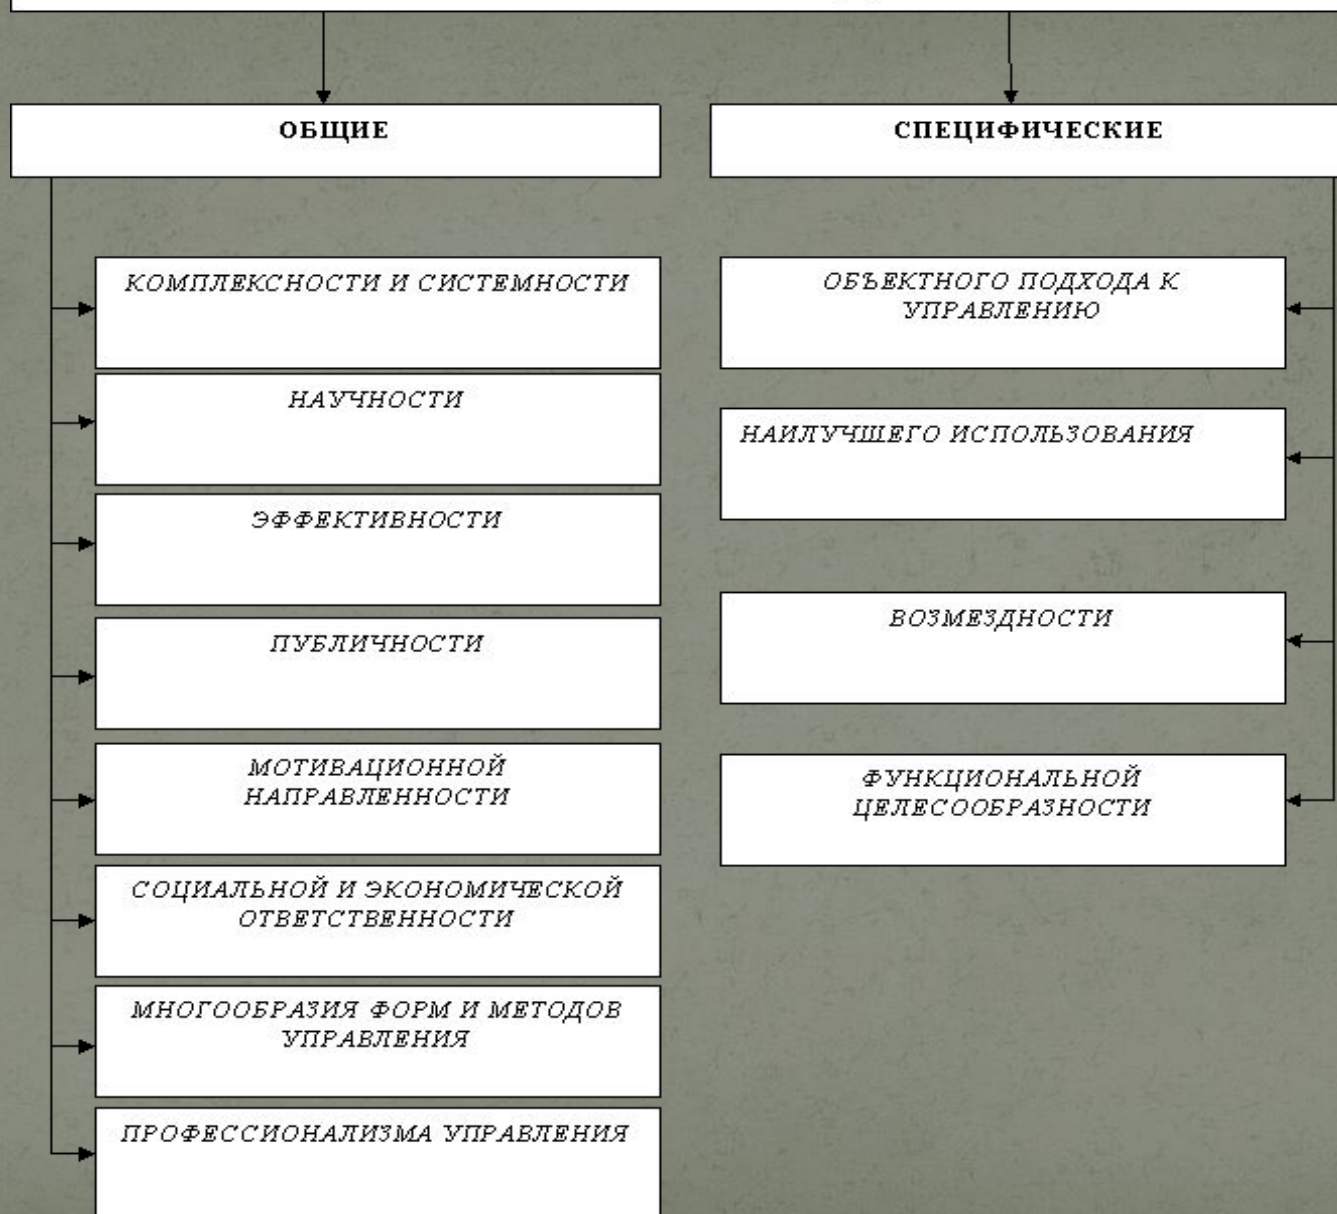 ОБЩИЕ
СПЕЦИФИЧЕСКИЕ
КОМПЛЕКСНОСТИ И СИСТЕМНОСТИ
НАУЧНОСТИ
ЭФФЕКТИВНОСТИ
ПУБЛИЧНОСТИ
МОТИВАЦИОННОЙ
НАПРАВЛЕННОСТИ
СОЦИАЛЬНОЙ И ЭКОНОМИЧЕСКОЙ
ОТВЕТСТВЕННОСТИ
МНОГООБРАЗИЯ ФОРМ И МЕТОДОВ
УПРАВЛЕНИЯ
ПРОФЕССИОНАЛИЗМА УПРАВЛЕНИЯ
ОБЪЕКТНОГО ПОДХОДА К
УПРАВЛЕНИЮ
НАИЛУЧШЕГО ИСПОЛЬЗОВАНИЯ
ВОЗМЕЗДНОСТИ
ФУНКЦИОНАЛЬНОЙ
ЦЕЛЕСООБРАЗНОСТИ